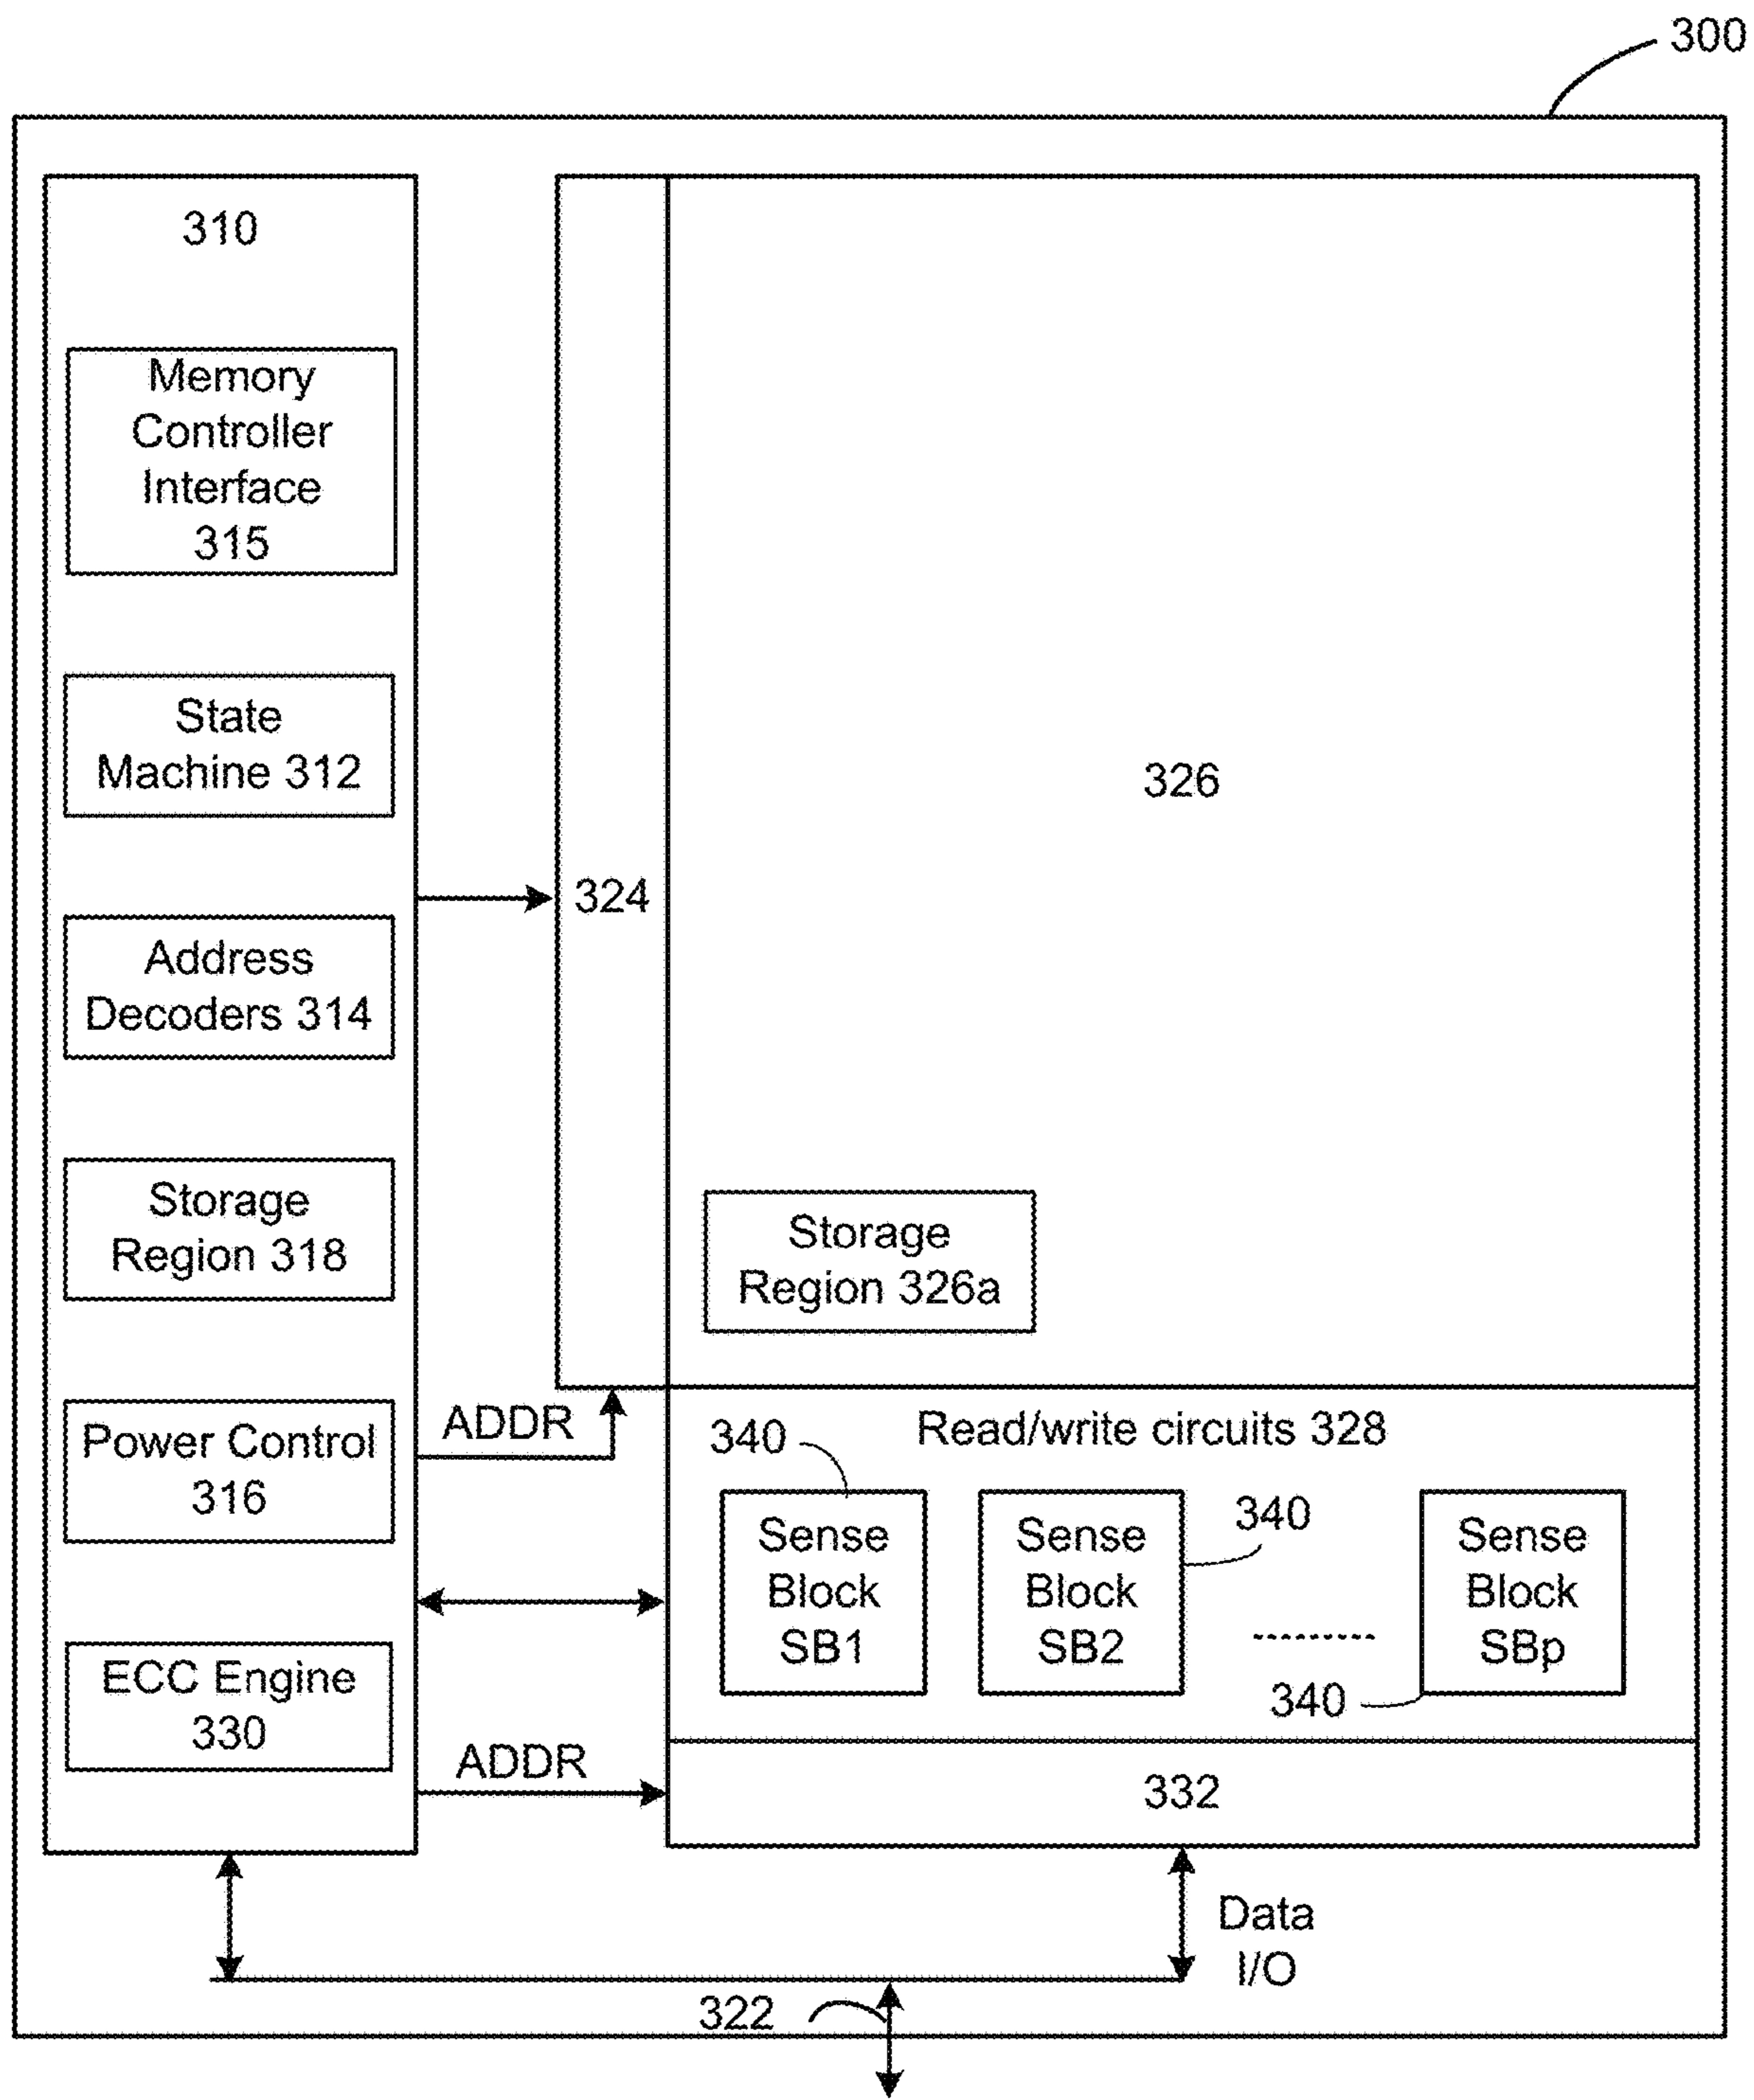 300
310
Memory
Controller
Interface
315
State
Machine 312
Address
Decoders 314
Storage
Region 318
Power Control
316
ECC Engine
330
324
326
Storage
Region 326a
ADDR
Read/write circuits 328
340
Sense
Block
SB1
Sense
Block
SB2
340
Sense
Block
SBp
340
ADDR
332
Data
I/O
322